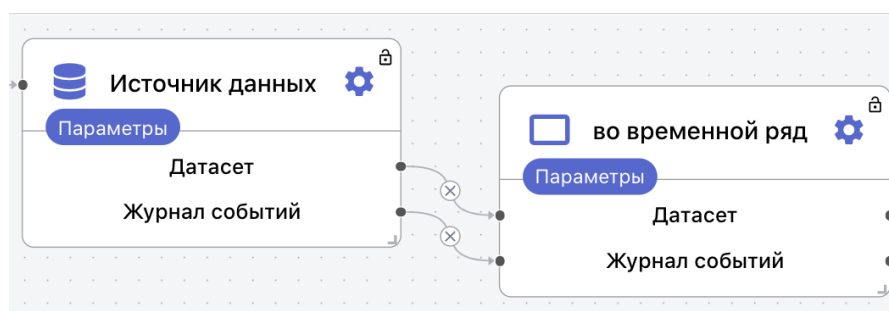 Источник данных
Параметры
Датасет
Журнал событий
во временной ряд
Параметры
Датасет
Журнал событий